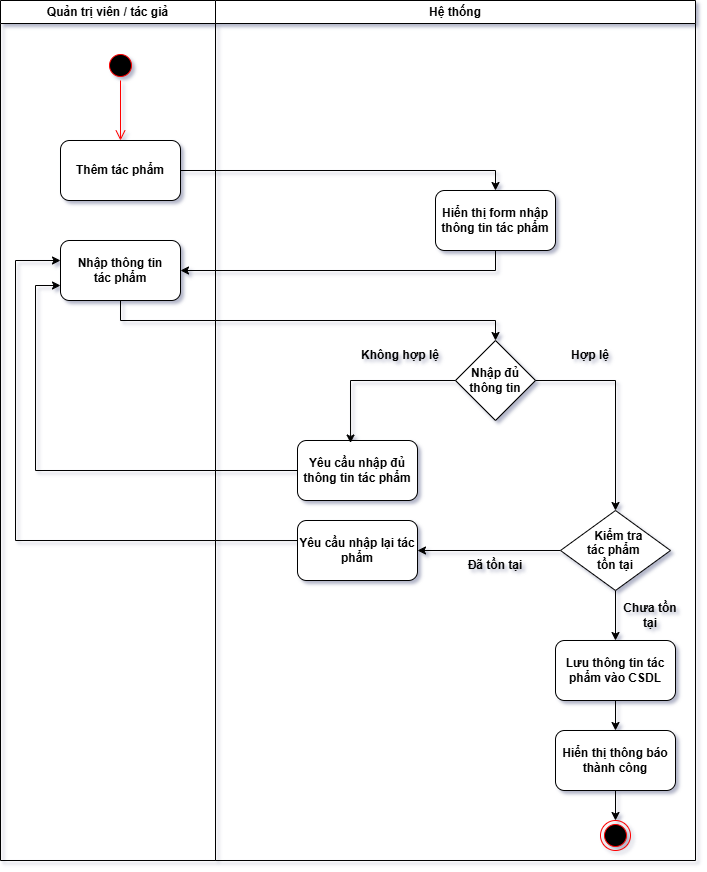 Quản trị viên / tác giả
Hệ thống
Thêm tác phẩm
Hiển thị form nhập
thông tin tác phẩm
Nhập thông tin
tác phẩm
Không hợp lệ
Hợp lệ
Nhập đủ
thông tin
Yêu cầu nhập đủ
thông tin tác phẩm
Yêu cầu nhập lại tác
phẩm
Kiểm tra
tác phẩm
tồn tại
Đã tồn tại
Chưa tồn
tại
Lưu thông tin tác
phẩm vào CSDL
Hiển thị thông báo
thành công